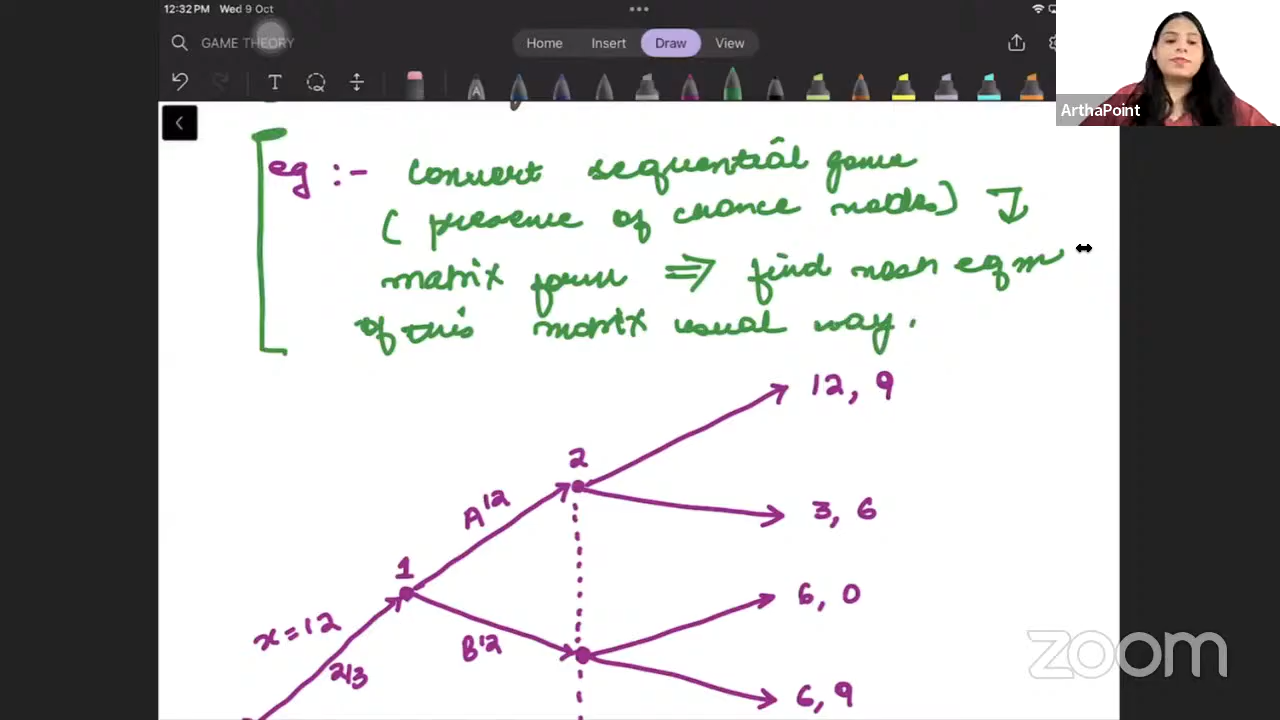 12:32 PM Wed 9 Oct
GAME THEORY
Home Insert Draw View
ArthaPoint
eg :- Convert sequential game
(presence of chance nodes) I
matrix form ⇒ find nash eqm
of this matrix usual way.
12, 9
2
A12
3, 6
1
6, 0
x=12
B12
2/3
6, 9
zoom